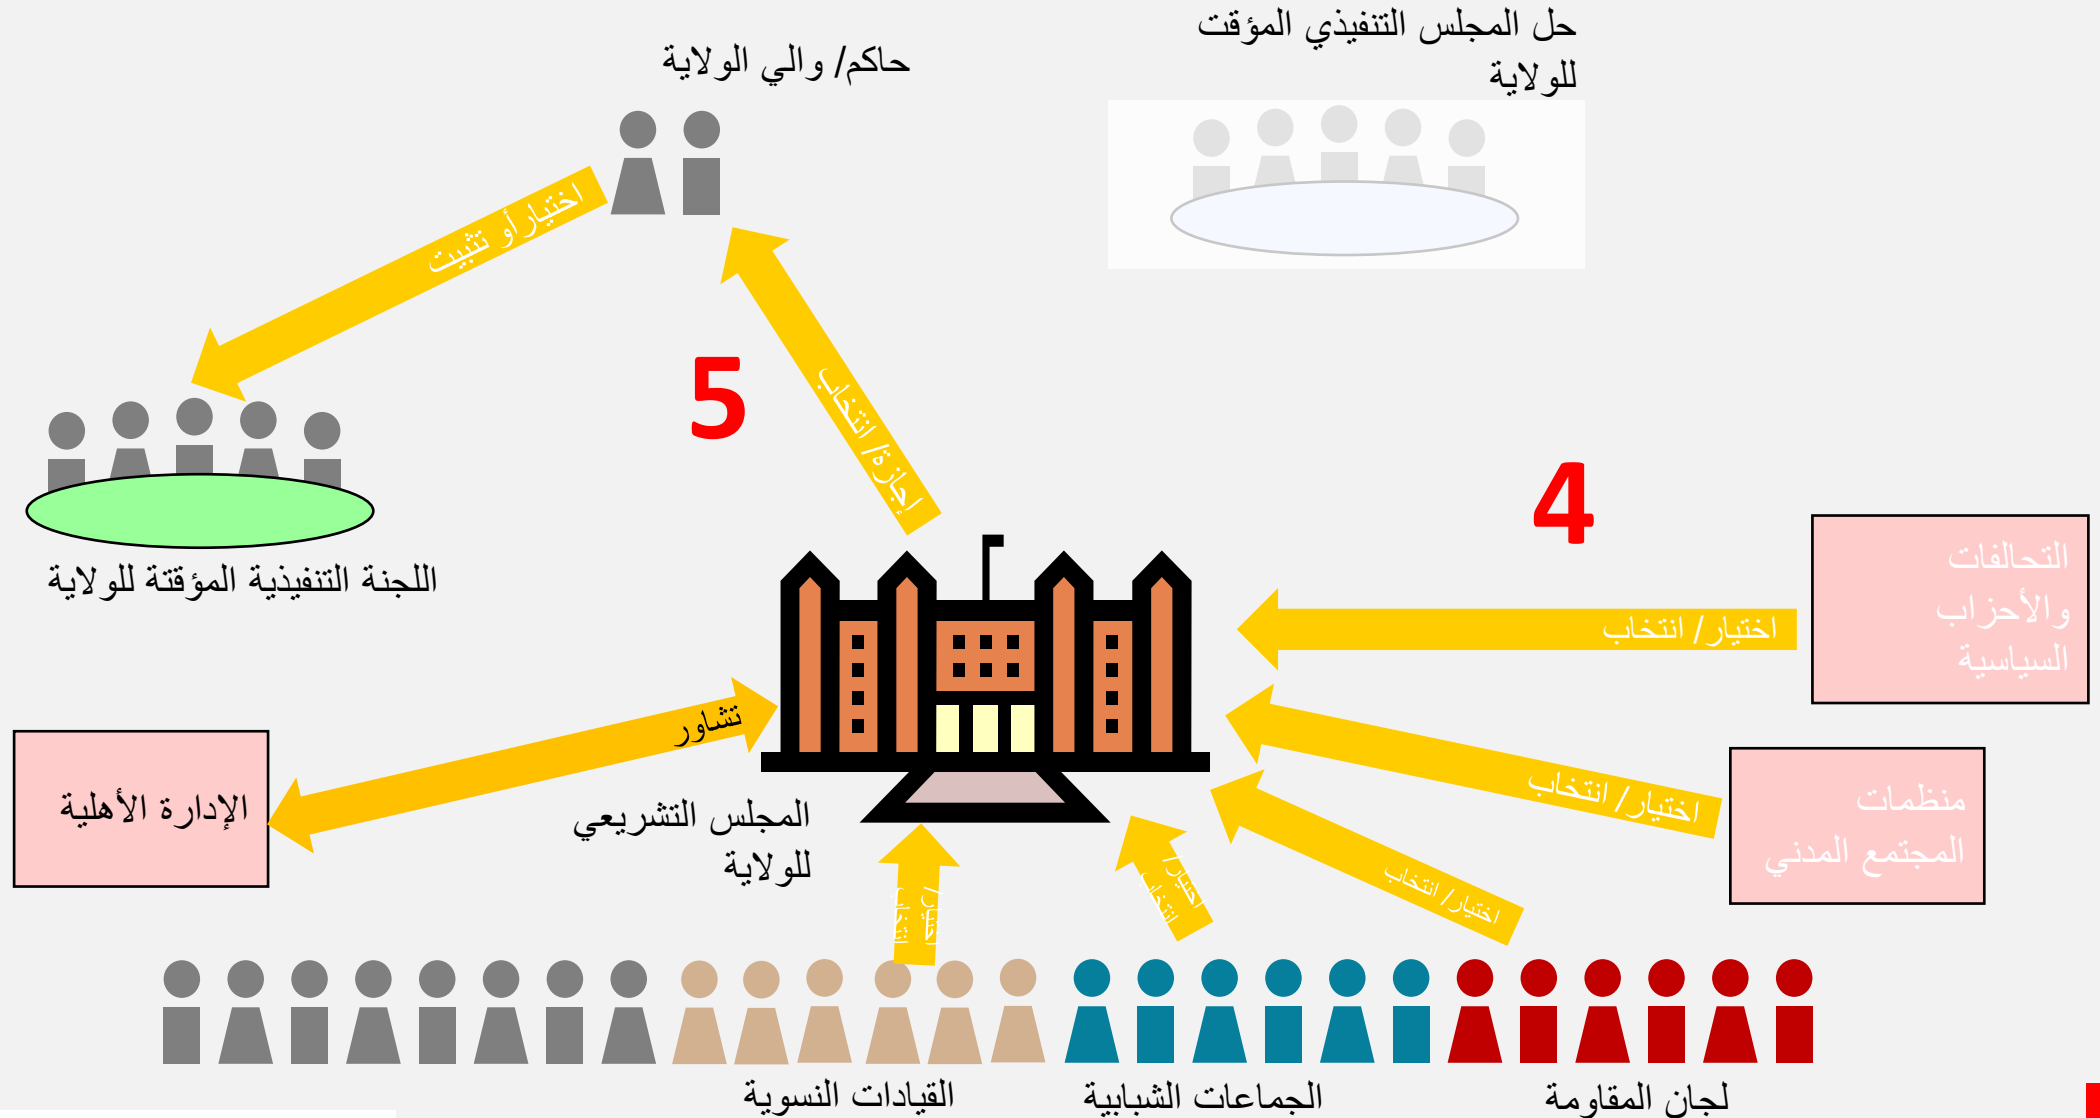 حل المجلس التنفيذي المؤقت
للولاية
حاكم/ والي الولاية
اختيار أو تثبيت
5
إجازة/ انتخاب
4
التحالفات
والأحزاب
السياسية
اختيار/ انتخاب
اللجنة التنفيذية المؤقتة للولاية
منظمات
المجتمع المدني
اختيار/ انتخاب
تشاور
الإدارة الأهلية
المجلس التشريعي
للولاية
اختيار/ انتخاب
اختيار/
انتخاب
اختيار/
انتخاب
لجان المقاومة
الجماعات الشبابية
القيادات النسوية